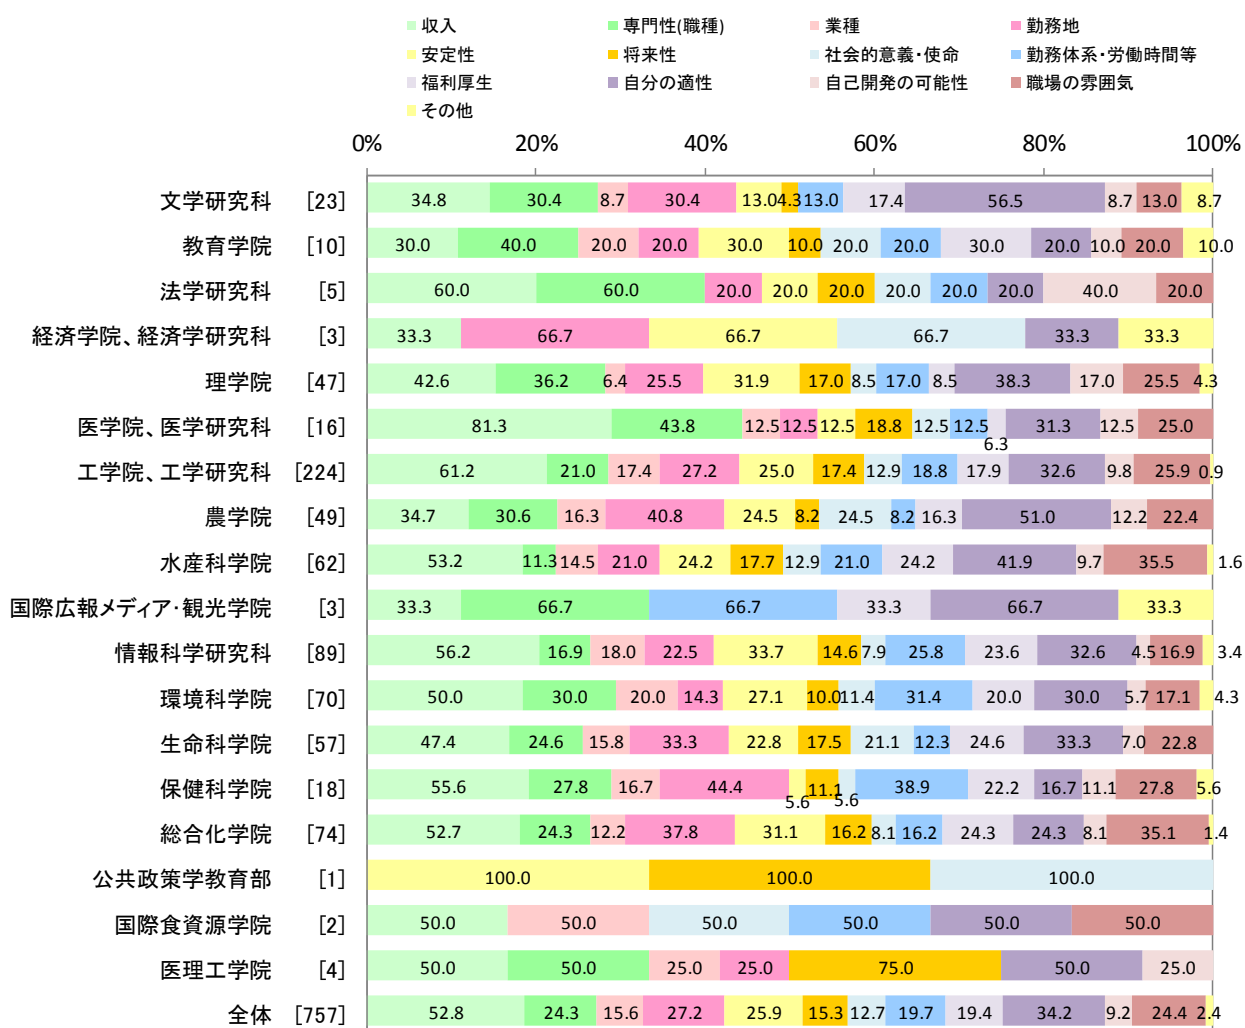 収入 専門性(職種) 業種 勤務地
安定性 将来性 社会的意義・使命 勤務体系・労働時間等
福利厚生 自分の適性 自己開発の可能性 職場の雰囲気
その他
0% 20% 40% 60% 80% 100%
文学研究科 [23] 34.8 30.4 8.7 30.4 13.0 4.3 13.0 17.4 56.5 8.7 13.0 8.7
教育学院 [10] 30.0 40.0 20.0 20.0 30.0 10.0 20.0 20.0 30.0 20.0 10.0 20.0 10.0
法学研究科 [5] 60.0 60.0 20.0 20.0 20.0 20.0 20.0 20.0 40.0 20.0
経済学院、経済学研究科 [3] 33.3 66.7 66.7 66.7 33.3 33.3
理学院 [47] 42.6 36.2 6.4 25.5 31.9 17.0 8.5 17.0 8.5 38.3 17.0 25.5 4.3
医学院、医学研究科 [16] 81.3 43.8 12.5 12.5 12.5 18.8 12.5 12.5 6.3 31.3 12.5 25.0
工学院、工学研究科 [224] 61.2 21.0 17.4 27.2 25.0 17.4 12.9 18.8 17.9 32.6 9.8 25.9 0.9
農学院 [49] 34.7 30.6 16.3 40.8 24.5 8.2 24.5 8.2 16.3 51.0 12.2 22.4
水産科学院 [62] 53.2 11.3 14.5 21.0 24.2 17.7 12.9 21.0 24.2 41.9 9.7 35.5 1.6
国際広報メディア・観光学院 [3] 33.3 66.7 66.7 33.3 66.7 33.3
情報科学研究科 [89] 56.2 16.9 18.0 22.5 33.7 14.6 7.9 25.8 23.6 32.6 4.5 16.9 3.4
環境科学院 [70] 50.0 30.0 20.0 14.3 27.1 10.0 11.4 31.4 20.0 30.0 5.7 17.1 4.3
生命科学院 [57] 47.4 24.6 15.8 33.3 22.8 17.5 21.1 12.3 24.6 33.3 7.0 22.8
保健科学院 [18] 55.6 27.8 16.7 44.4 5.6 11.1 5.6 38.9 22.2 16.7 11.1 27.8 5.6
総合化学院 [74] 52.7 24.3 12.2 37.8 31.1 16.2 8.1 16.2 24.3 24.3 8.1 35.1 1.4
公共政策学教育部 [1] 100.0 100.0 100.0
国際食資源学院 [2] 50.0 50.0 50.0 50.0 50.0 50.0
医理工学院 [4] 50.0 50.0 25.0 25.0 75.0 50.0 25.0
全体 [757] 52.8 24.3 15.6 27.2 25.9 15.3 12.7 19.7 19.4 34.2 9.2 24.4 2.4